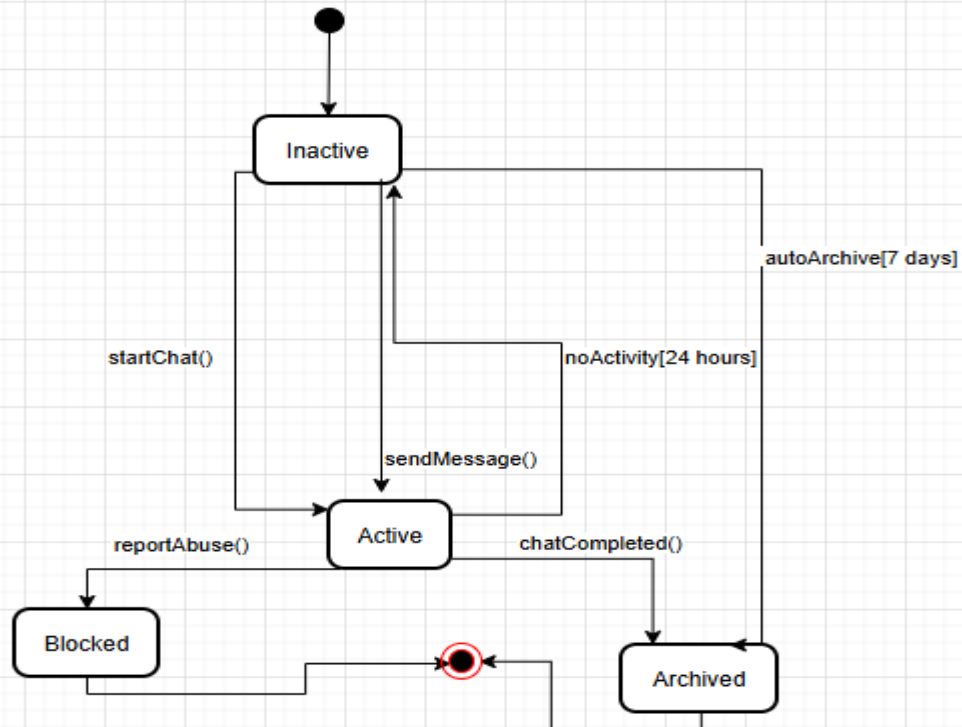 Inactive
autoArchive[7 days]
startChat()
noActivity[24 hours]
sendMessage()
Active
reportAbuse()
chatCompleted()
Blocked
Archived